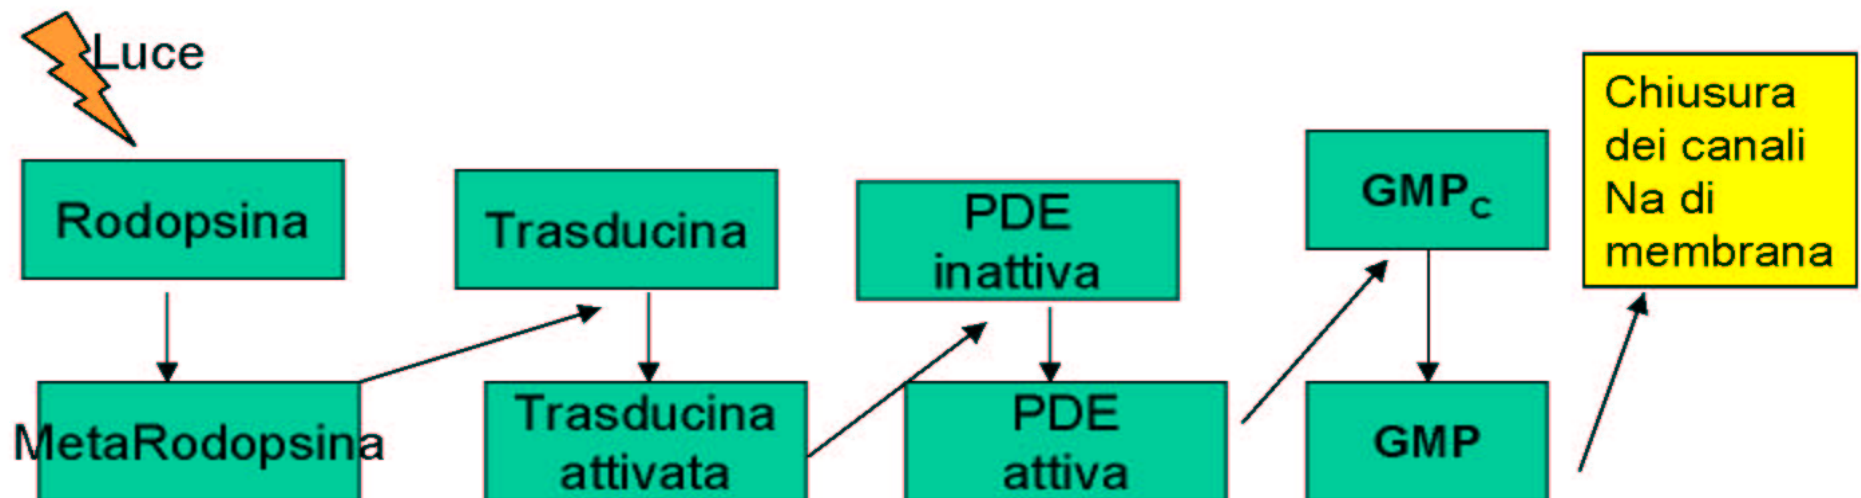 Luce
Rodopsina
MetaRodopsina
Trasducina
Trasducina
attivata
PDE
inattiva
PDE
attiva
GMPc
GMP
Chiusura
dei canali
Na di
membrana